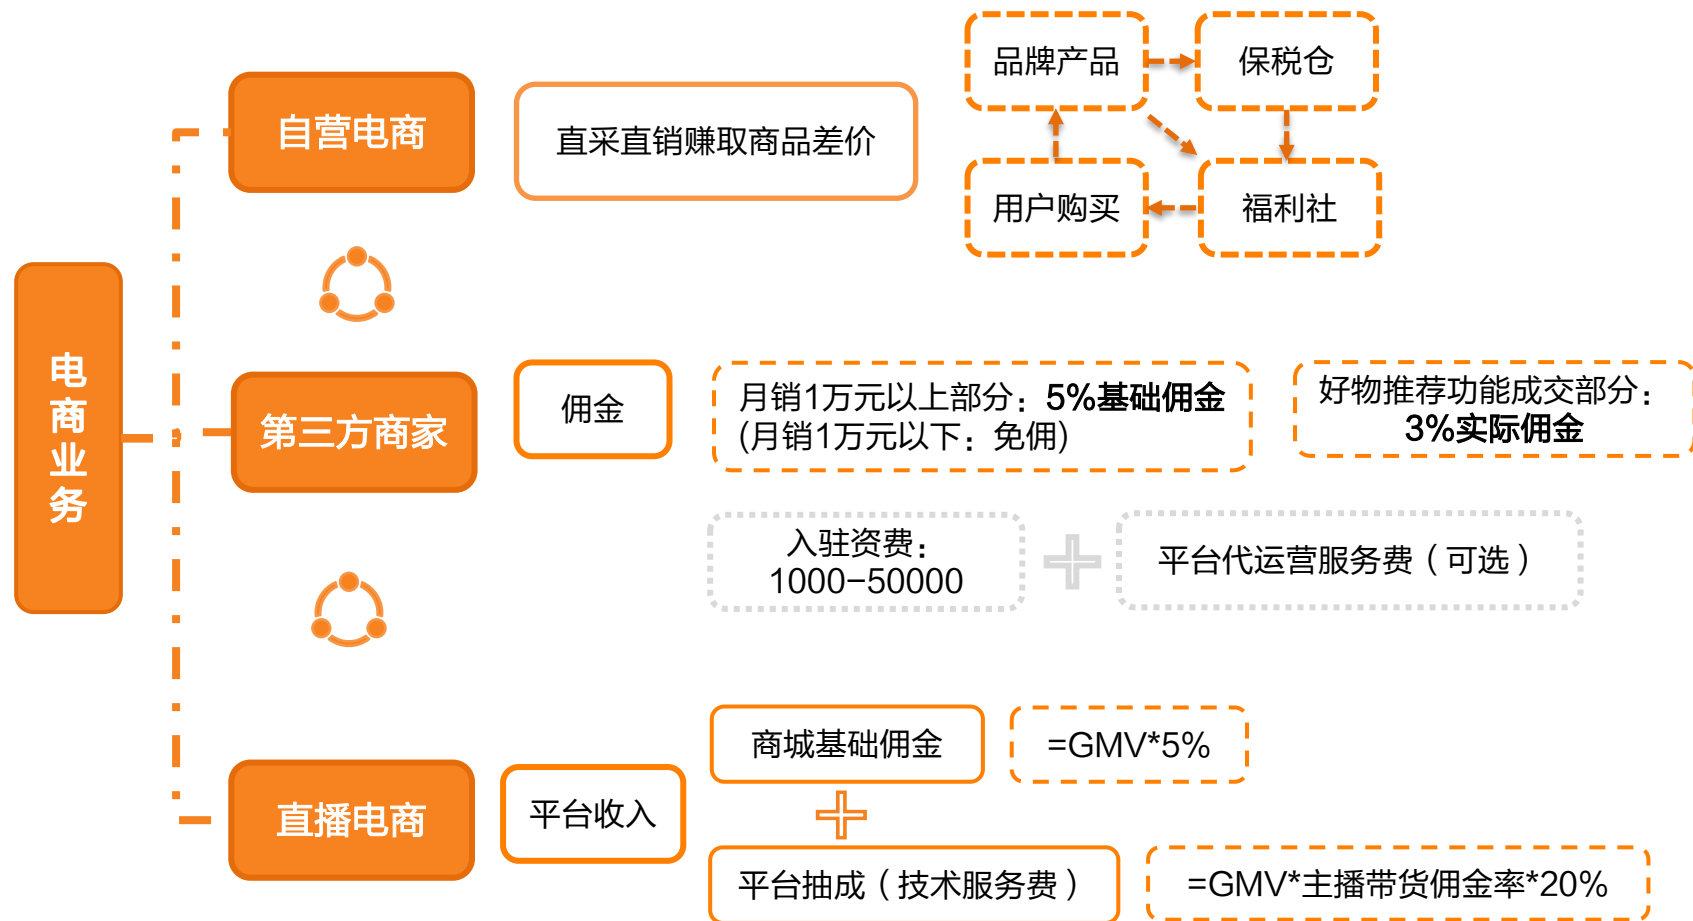 电商业务
自营电商
直采直销赚取商品差价
品牌产品
保税仓
用户购买
福利社
第三方商家
佣金
月销1万元以上部分：5%基础佣金
(月销1万元以下：免佣)
好物推荐功能成交部分：
3%实际佣金
入驻资费：
1000-50000
平台代运营服务费（可选）
直播电商
平台收入
商城基础佣金
=GMV*5%
平台抽成（技术服务费）
=GMV*主播带货佣金率*20%